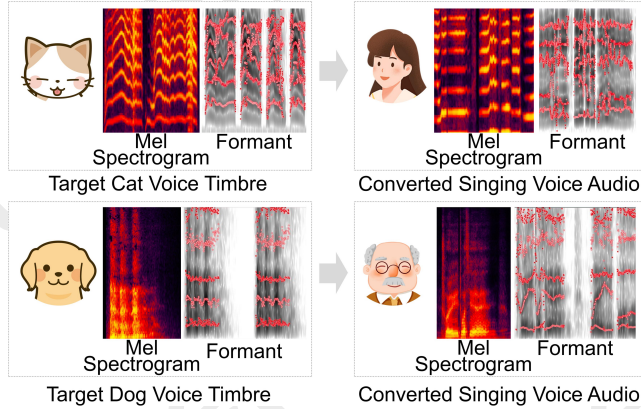 Mel
Spectrogram
Formant
Target Cat Voice Timbre
Mel
Spectrogram
Formant
Converted Singing Voice Audio
Mel
Spectrogram
Formant
Target Dog Voice Timbre
Mel
Spectrogram
Formant
Converted Singing Voice Audio